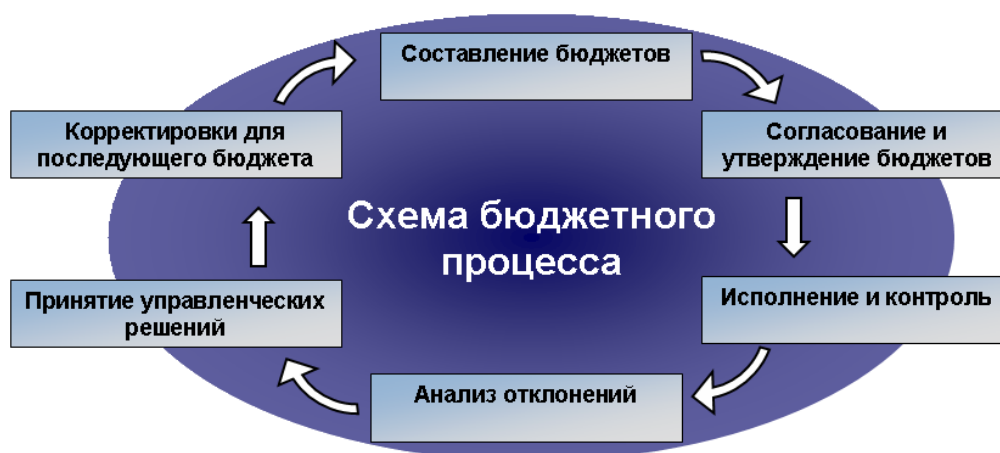 Составление бюджетов
Согласование и
утверждение бюджетов
Исполнение и контроль
Анализ отклонений
Принятие управленческих
решений
Корректировки для
последующего бюджета
Схема бюджетного
процесса